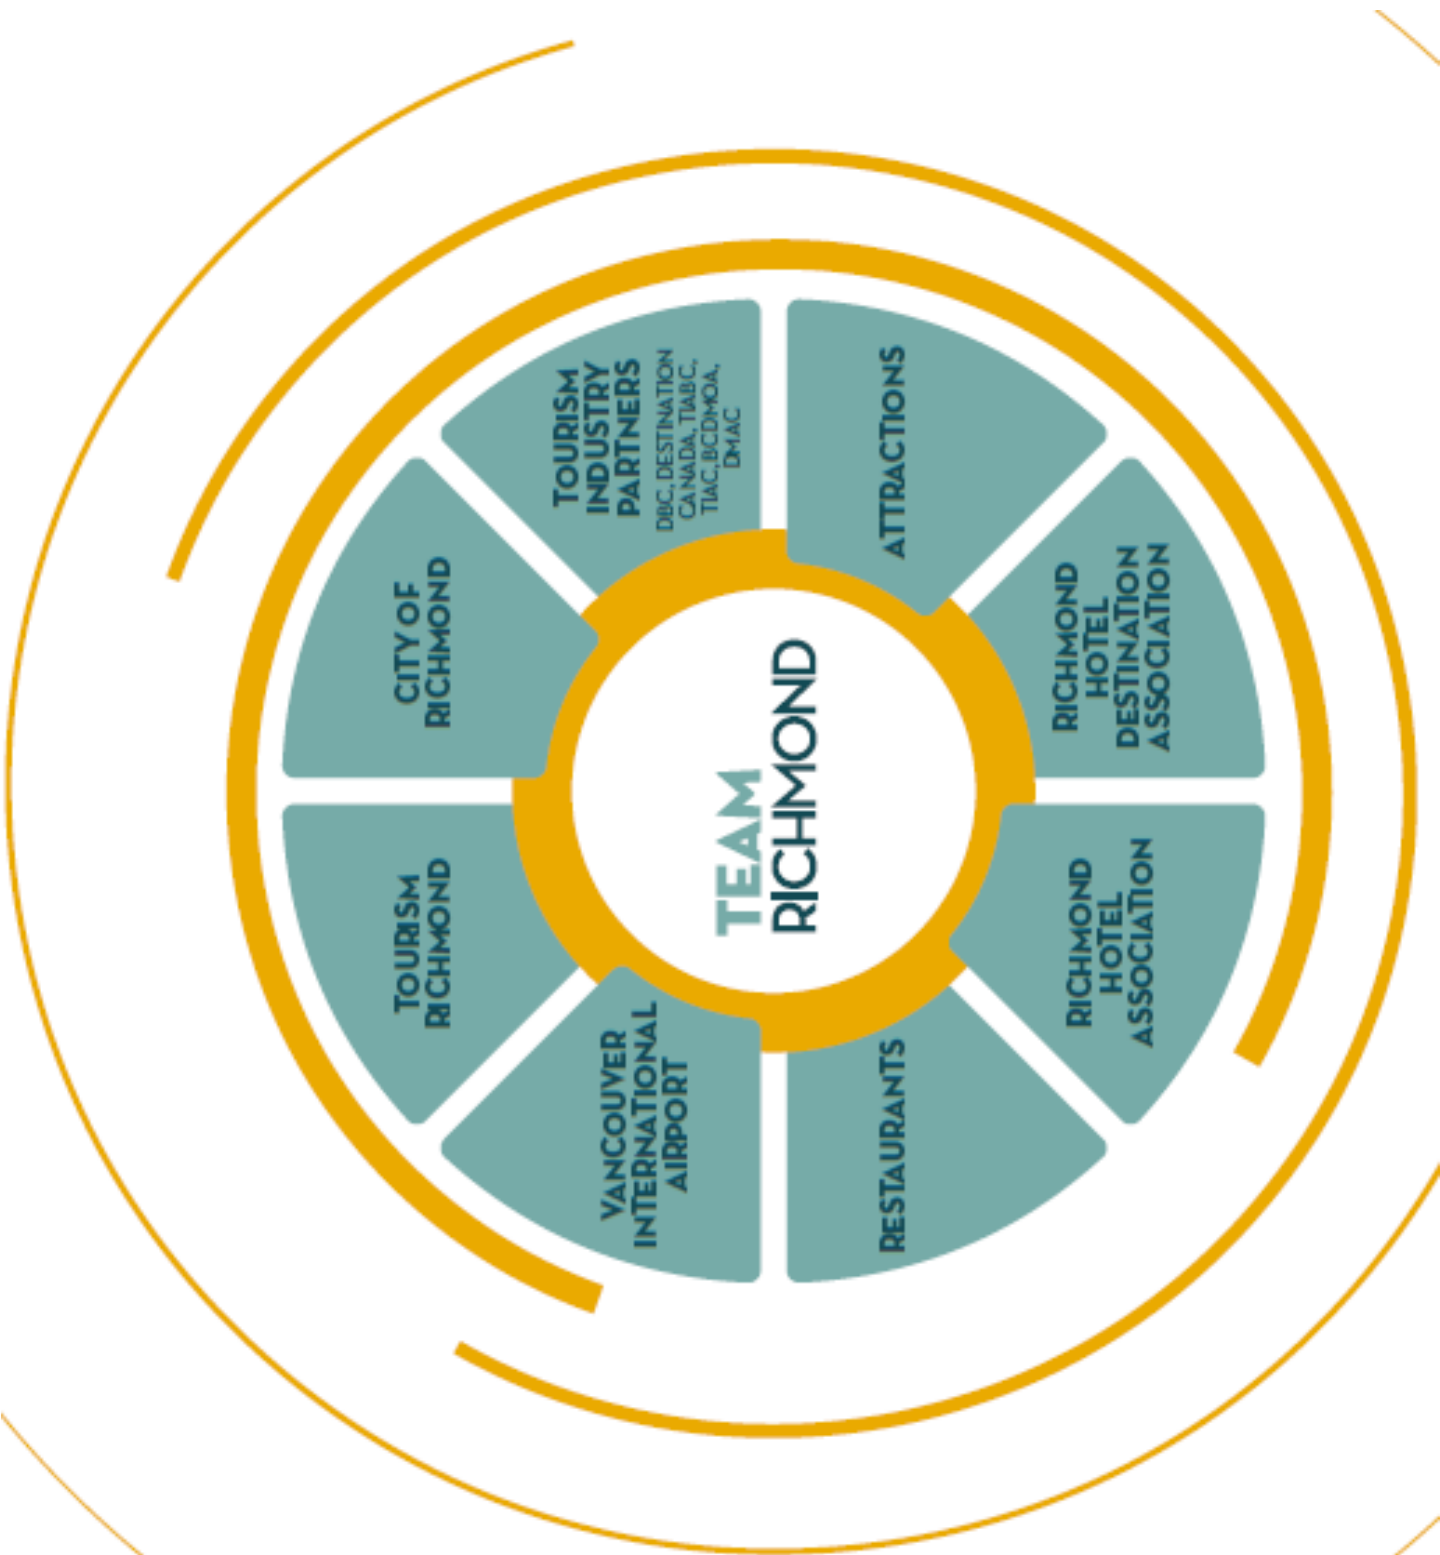 TEAM
RICHMOND
CITY OF
RICHMOND
TOURISM
INDUSTRY
PARTNERS
DBC, DESTINATION
CANADA, TIABC,
TIAC, BCDMOA,
DMAC
ATTRACTIONS
RICHMOND
HOTEL
DESTINATION
ASSOCIATION
RICHMOND
HOTEL
ASSOCIATION
RESTAURANTS
VANCOUVER
INTERNATIONAL
AIRPORT
TOURISM
RICHMOND